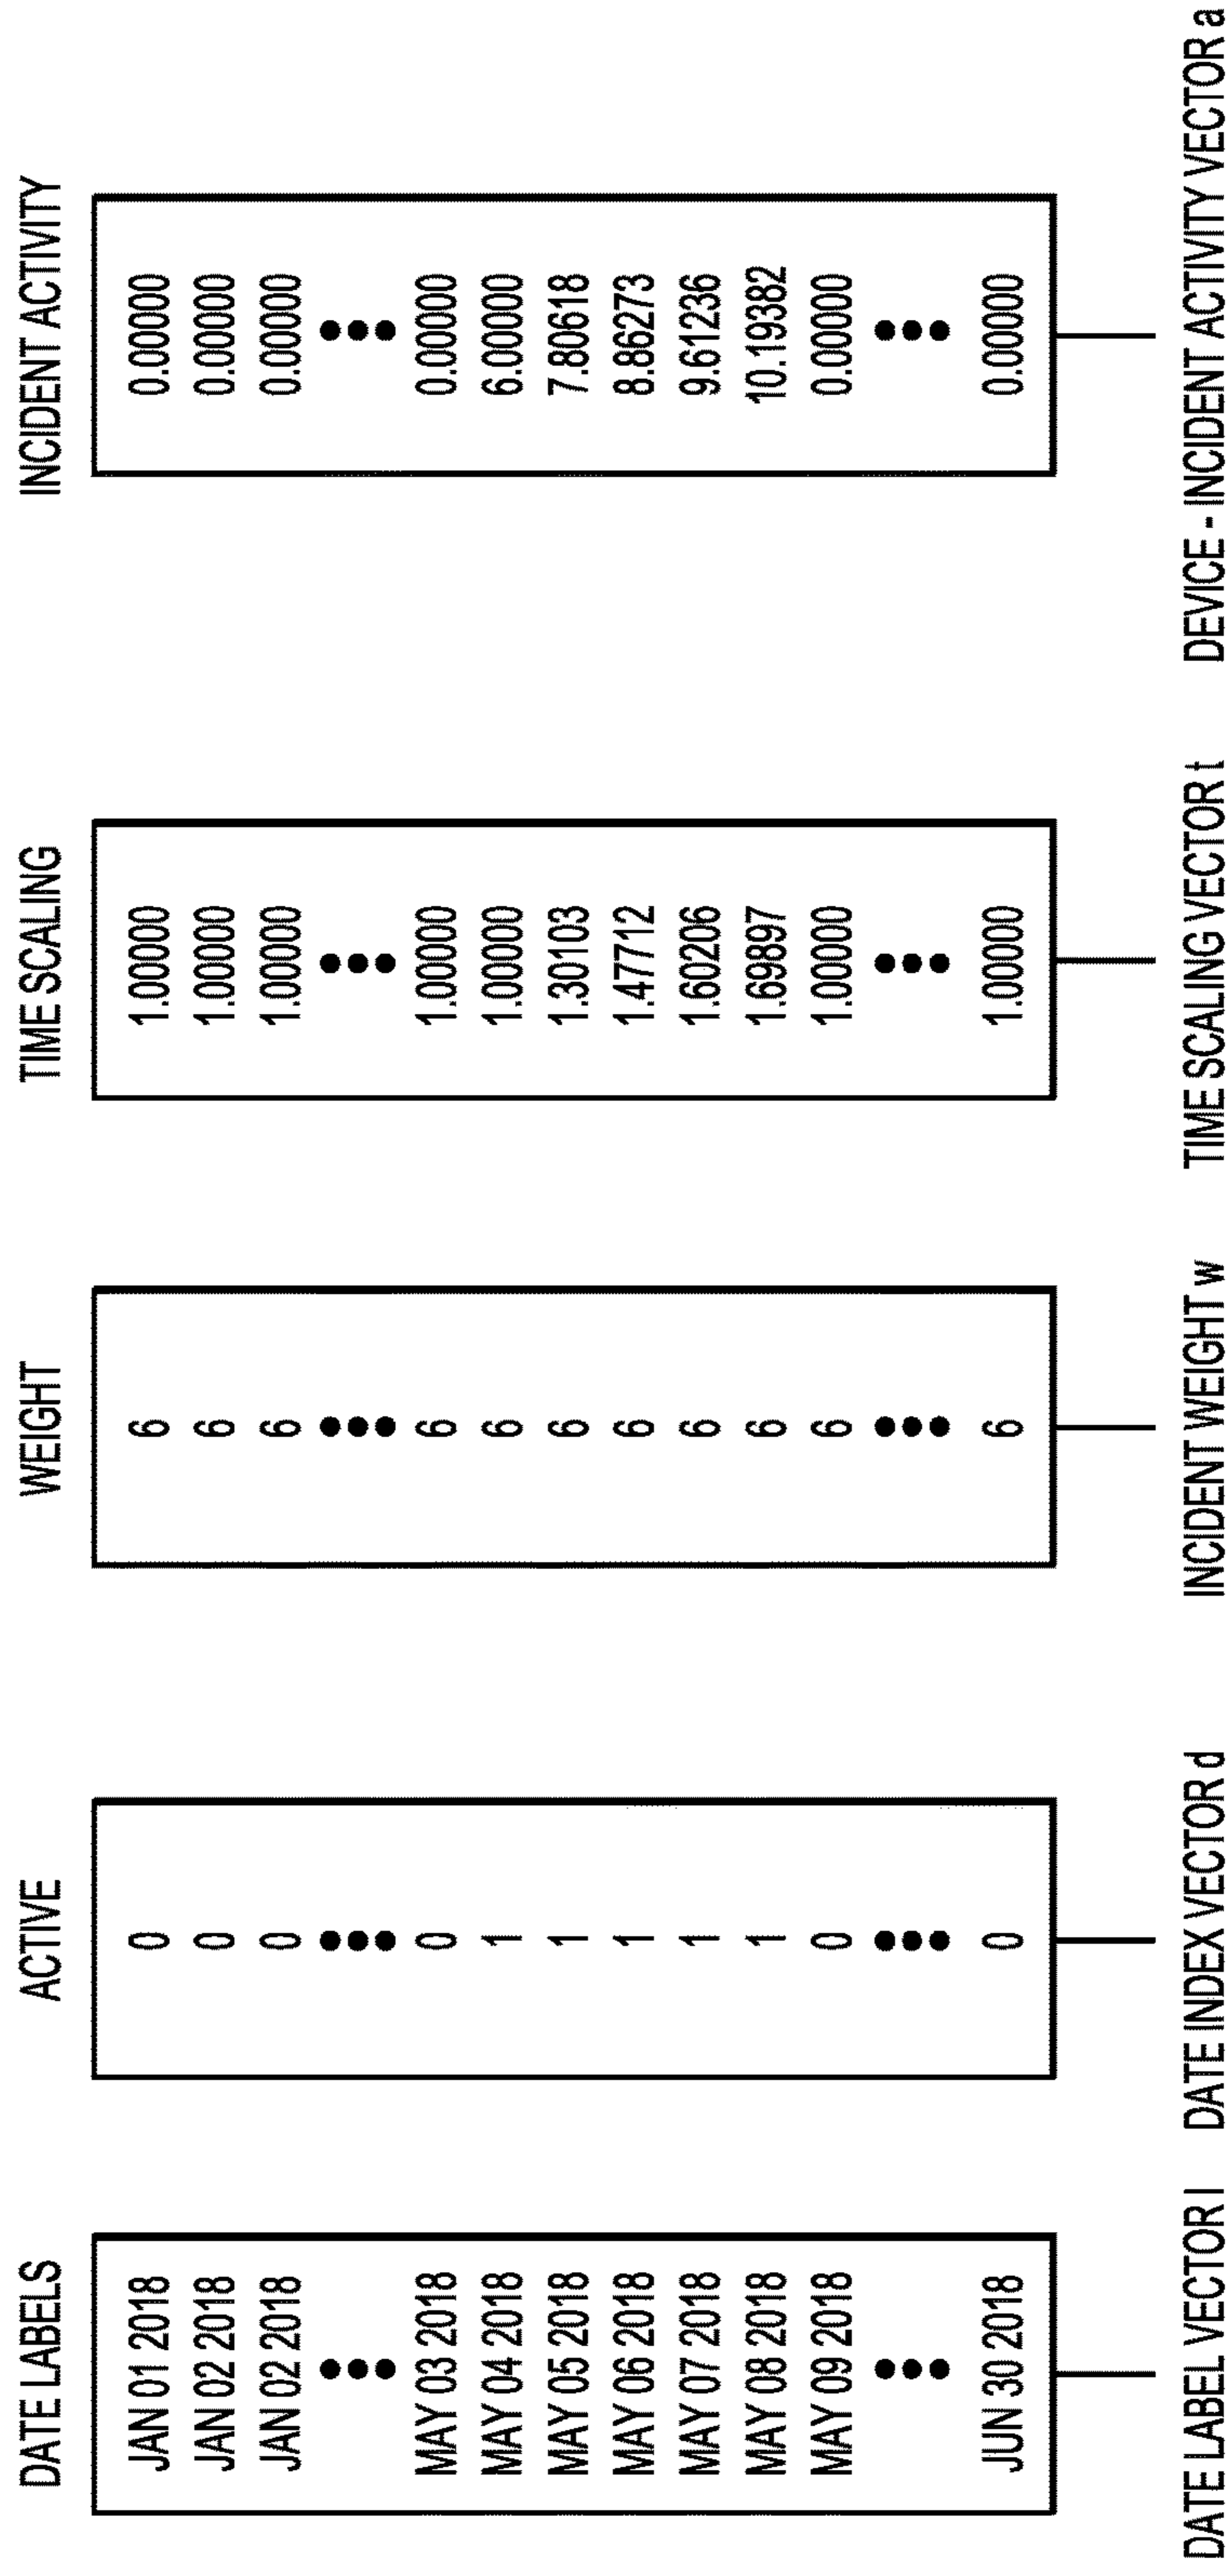 DATE LABELS
JAN 01 2018
JAN 02 2018
JAN 02 2018
MAY 03 2018
MAY 04 2018
MAY 05 2018
MAY 06 2018
MAY 07 2018
MAY 08 2018
MAY 09 2018
JUN 30 2018
DATE LABEL VECTOR l
ACTIVE
0
0
0
0
1
1
1
1
1
0
0
DATE INDEX VECTOR d
WEIGHT
6
6
6
6
6
6
6
6
6
6
6
INCIDENT WEIGHT w
TIME SCALING
1.00000
1.00000
1.00000
1.00000
1.00000
1.30103
1.47712
1.60206
1.69897
1.00000
1.00000
TIME SCALING VECTOR t
INCIDENT ACTIVITY
0.00000
0.00000
0.00000
0.00000
6.00000
7.80618
8.86273
9.61236
10.19382
0.00000
0.00000
DEVICE - INCIDENT ACTIVITY VECTOR a